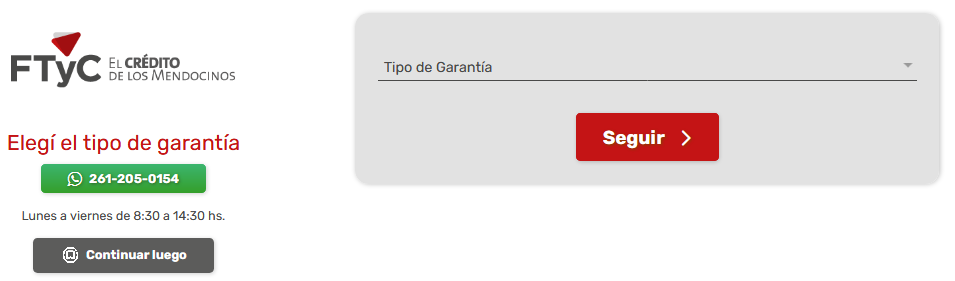 FTyC EL CRÉDITO
DE LOS MENDOCINOS
Elegí el tipo de garantía
261-205-0154
Lunes a viernes de 8:30 a 14:30 hs.
Continuar luego
Tipo de Garantía
Seguir